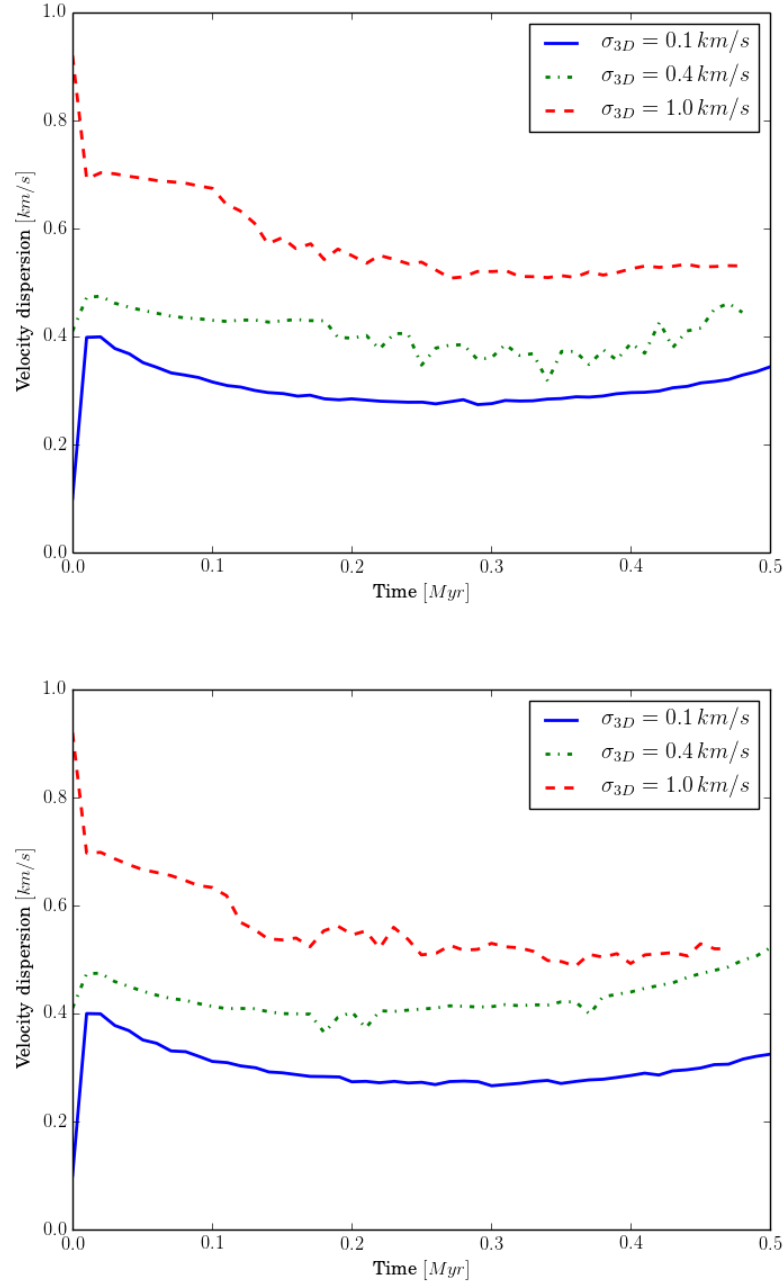 1.0
0.8
0.6
0.4
0.2
0.0
Velocity dispersion [km/s]
σ3D = 0.1 km/s
σ3D = 0.4 km/s
σ3D = 1.0 km/s
0.0 0.1 0.2 0.3 0.4 0.5
Time [Myr]
1.0
0.8
0.6
0.4
0.2
0.0
Velocity dispersion [km/s]
σ3D = 0.1 km/s
σ3D = 0.4 km/s
σ3D = 1.0 km/s
0.0 0.1 0.2 0.3 0.4 0.5
Time [Myr]